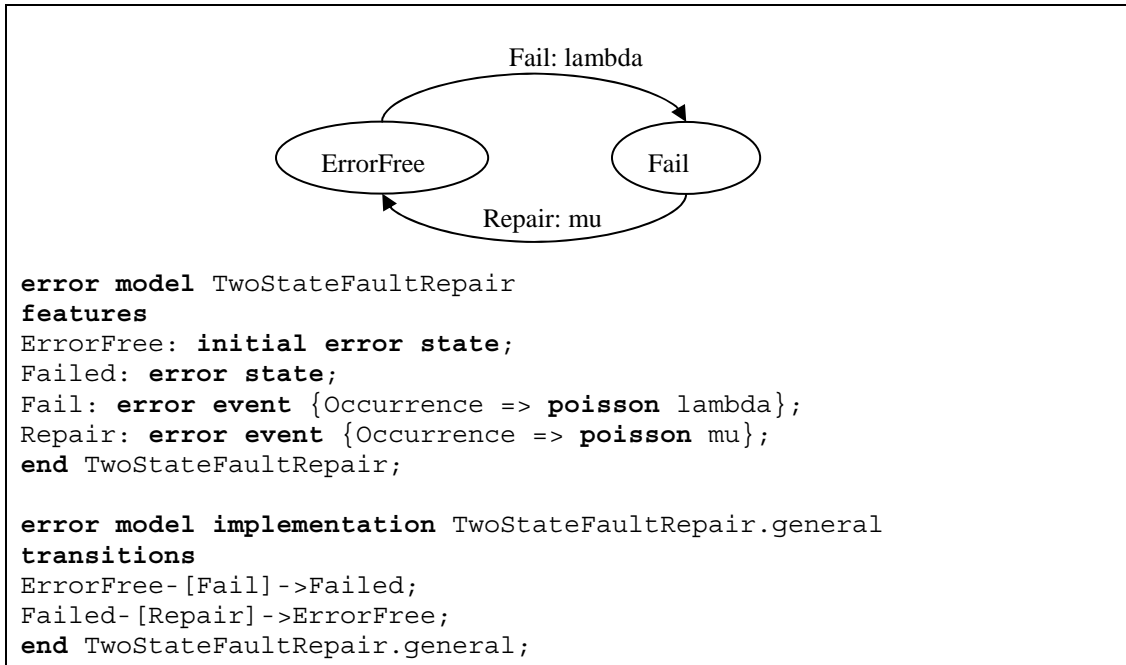 Fail: lambda
ErrorFree
Fail
Repair: mu
error model TwoStateFaultRepair
features
ErrorFree: initial error state;
Failed: error state;
Fail: error event {Occurrence => poisson lambda};
Repair: error event {Occurrence => poisson mu};
end TwoStateFaultRepair;
error model implementation TwoStateFaultRepair.general
transitions
ErrorFree-[Fail]->Failed;
Failed-[Repair]->ErrorFree;
end TwoStateFaultRepair.general;